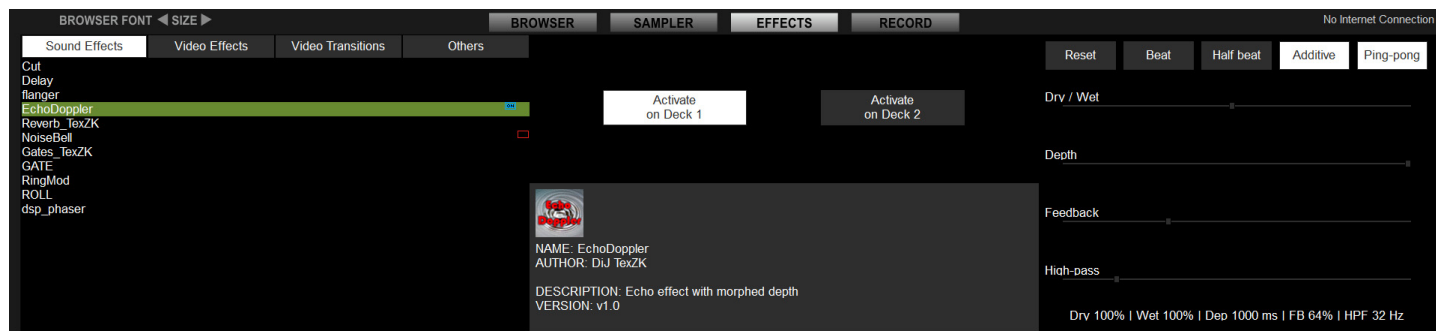 BROWSER FONT ◀ SIZE ▶
BROWSER SAMPLER EFFECTS RECORD
No Internet Connection
Sound Effects Video Effects Video Transitions Others
Cut
Delay
flanger
EchoDoppler ON
Reverb_TexZK
NoiseBell
Gates_TexZK
GATE
RingMod
ROLL
dsp_phaser
Activate
on Deck 1
Activate
on Deck 2
Echo
Doppler
NAME: EchoDoppler
AUTHOR: DiJ TexZK
DESCRIPTION: Echo effect with morphed depth
VERSION: v1.0
Reset Beat Half beat Additive Ping-pong
Dry / Wet
Depth
Feedback
High-pass
Dry 100% | Wet 100% | Dep 1000 ms | FB 64% | HPF 32 Hz